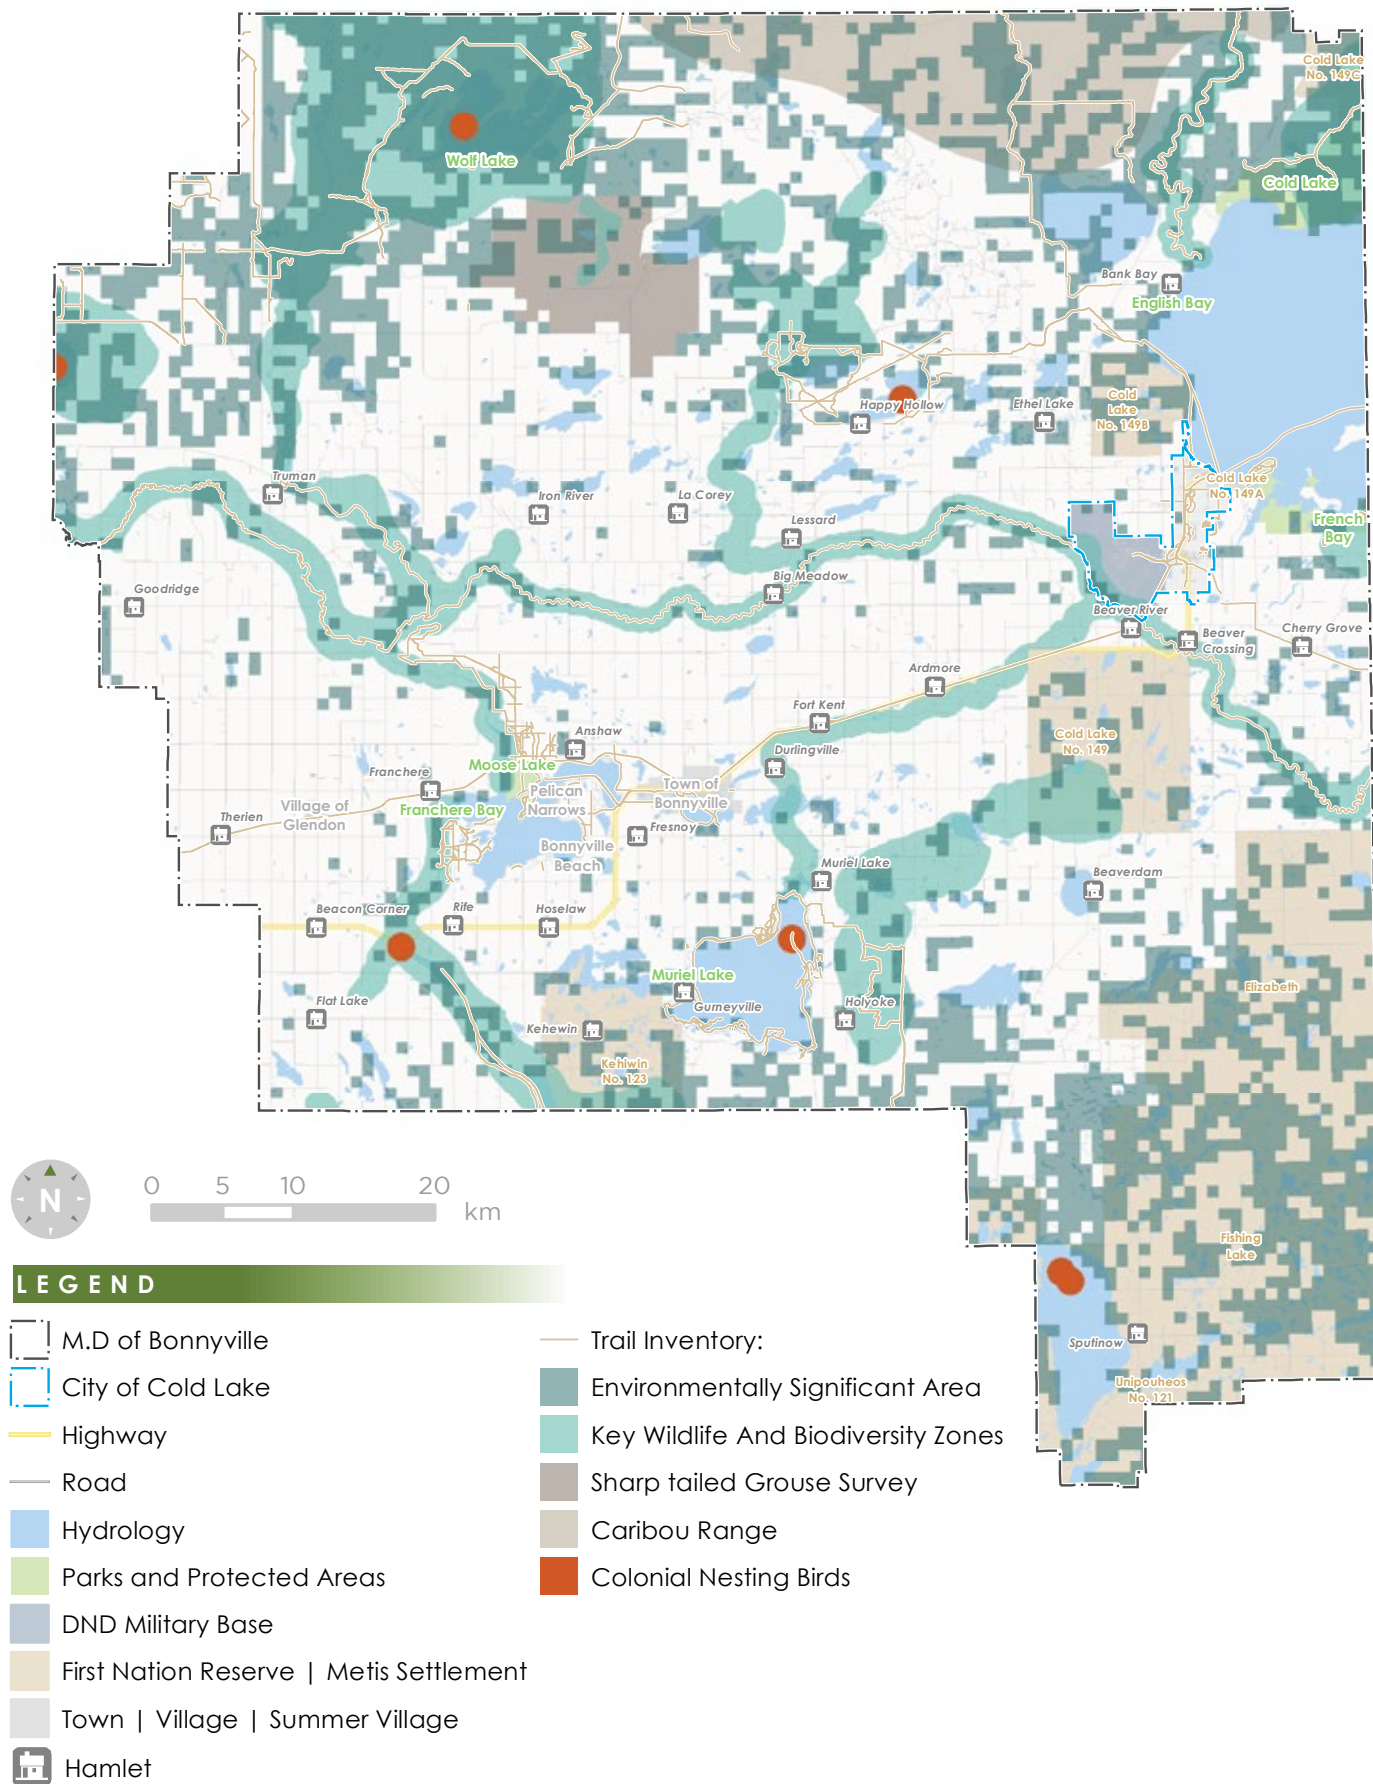 Cold Lake
No. 149C
Wolf Lake
Cold Lake
Bank Bay
English Bay
Happy Hollow
Ethel Lake
Cold
Lake
No. 149B
Truman
Iron River
La Corey
Cold Lake
No. 149A
Lessard
French
Bay
Big Meadow
Goodridge
Beaver River
Beaver
Crossing
Cherry Grove
Ardmore
Fort Kent
Anshaw
Durlingville
Cold Lake
No. 149
Moose Lake
Franchere
Pelican
Narrows
Town of
Bonnyville
Village of
Glendon
Franchere Bay
Therien
Fresnoy
Bonnyville
Beach
Muriel Lake
Beaverdam
Beacon Corner
Rife
Hoselaw
Muriel Lake
Elizabeth
Flat Lake
Gurneyville
Holyoke
Kehewin
Kehiwin
No. 123
N
0 5 10 20
km
Fishing
Lake
LEGEND
Sputinow
Unipouheos
No. 121
M.D of Bonnyville
City of Cold Lake
Highway
Road
Hydrology
Parks and Protected Areas
DND Military Base
First Nation Reserve | Metis Settlement
Town | Village | Summer Village
Hamlet
Trail Inventory:
Environmentally Significant Area
Key Wildlife And Biodiversity Zones
Sharp tailed Grouse Survey
Caribou Range
Colonial Nesting Birds